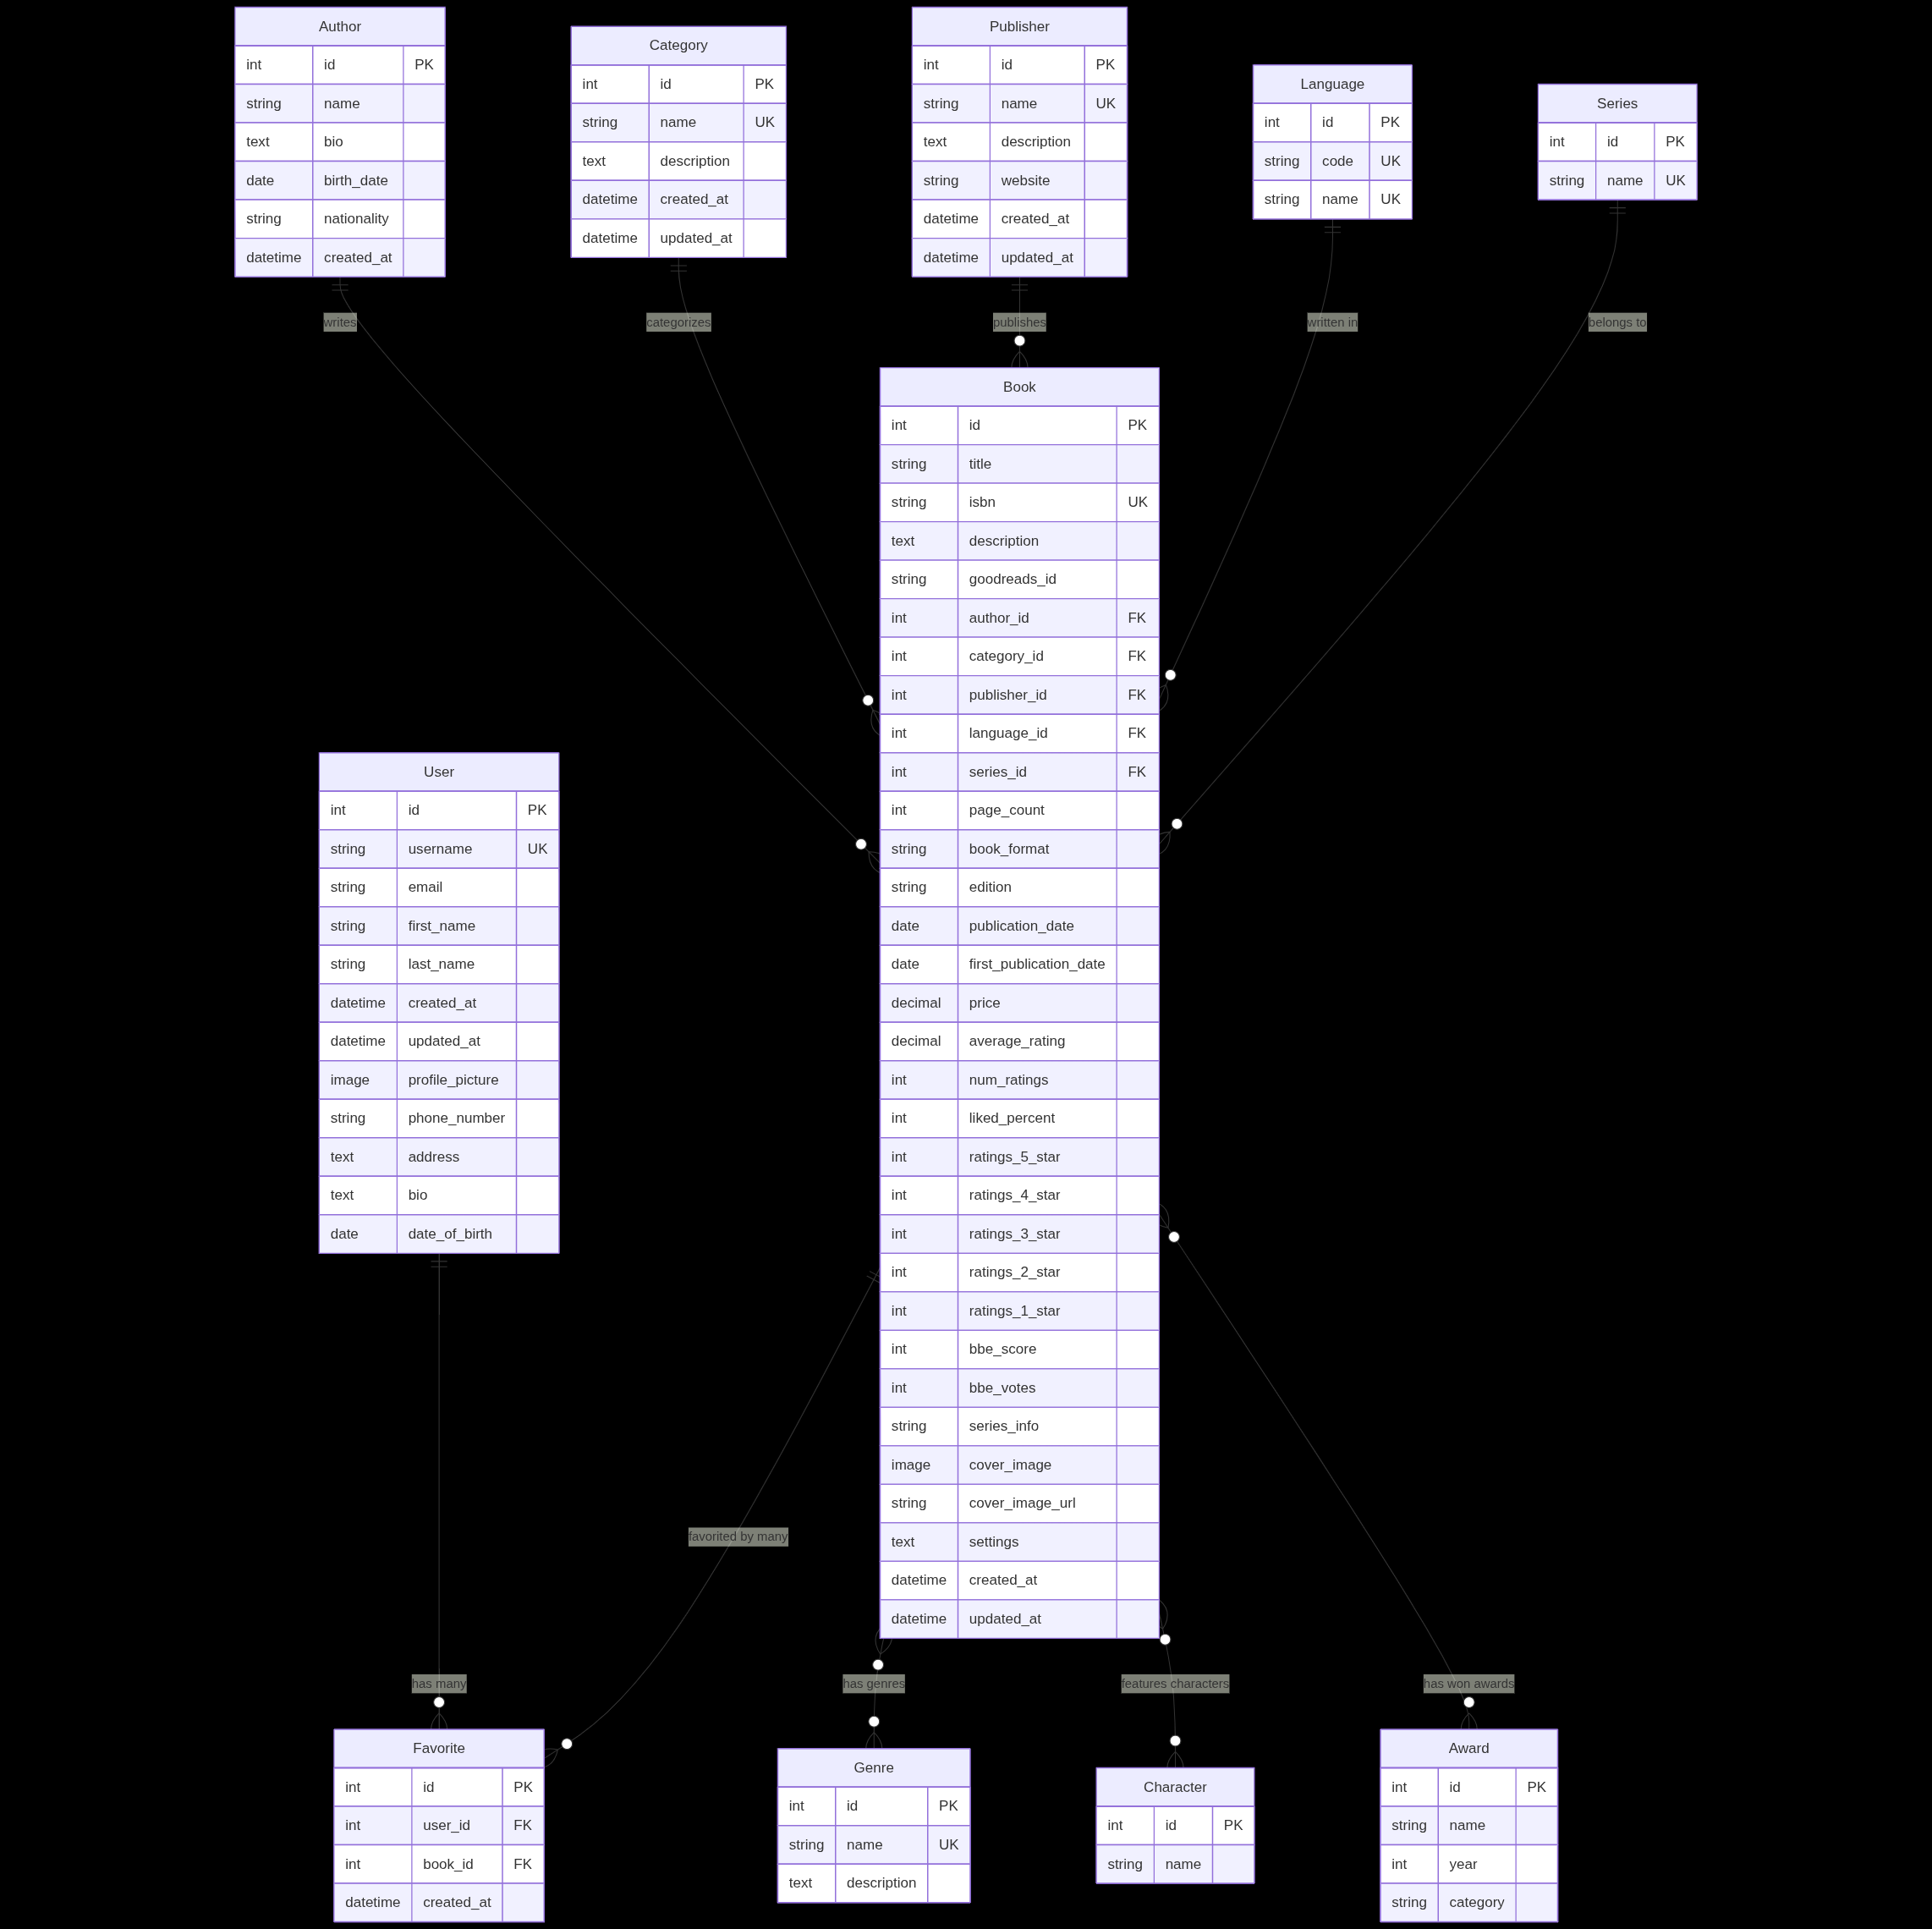 Author
int id PK
string name
text bio
date birth_date
string nationality
datetime created_at
Category
int id PK
string name UK
text description
datetime created_at
datetime updated_at
Publisher
int id PK
string name UK
text description
string website
datetime created_at
datetime updated_at
Language
int id PK
string code UK
string name UK
Series
int id PK
string name UK
writes
categorizes
publishes
written in
belongs to
Book
int id PK
string title
string isbn UK
text description
string goodreads_id
int author_id FK
int category_id FK
int publisher_id FK
int language_id FK
int series_id FK
int page_count
string book_format
string edition
date publication_date
date first_publication_date
decimal price
decimal average_rating
int num_ratings
int liked_percent
int ratings_5_star
int ratings_4_star
int ratings_3_star
int ratings_2_star
int ratings_1_star
int bbe_score
int bbe_votes
string series_info
image cover_image
string cover_image_url
text settings
datetime created_at
datetime updated_at
User
int id PK
string username UK
string email
string first_name
string last_name
datetime created_at
datetime updated_at
image profile_picture
string phone_number
text address
text bio
date date_of_birth
favorited by many
has many
has genres
features characters
has won awards
Favorite
int id PK
int user_id FK
int book_id FK
datetime created_at
Genre
int id PK
string name UK
text description
Character
int id PK
string name
Award
int id PK
string name
int year
string category